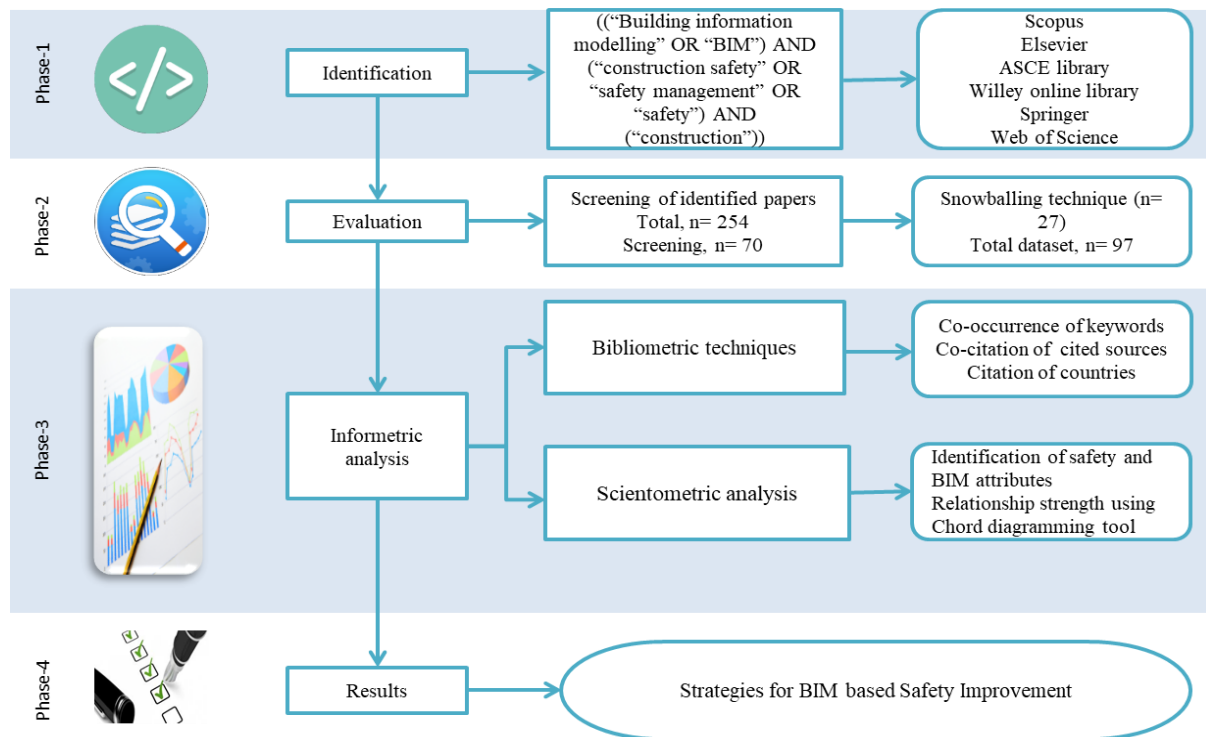 Phase-1
Identification
((“Building information
modelling” OR “BIM”) AND
(“construction safety” OR
“safety management” OR
“safety”) AND
(“construction”))
Scopus
Elsevier
ASCE library
Willey online library
Springer
Web of Science
Phase-2
Evaluation
Screening of identified papers
Total, n= 254
Screening, n= 70
Snowballing technique (n=
27)
Total dataset, n= 97
Phase-3
Informetric
analysis
Bibliometric techniques
Co-occurrence of keywords
Co-citation of cited sources
Citation of countries
Scientometric analysis
Identification of safety and
BIM attributes
Relationship strength using
Chord diagramming tool
Phase-4
Results
Strategies for BIM based Safety Improvement